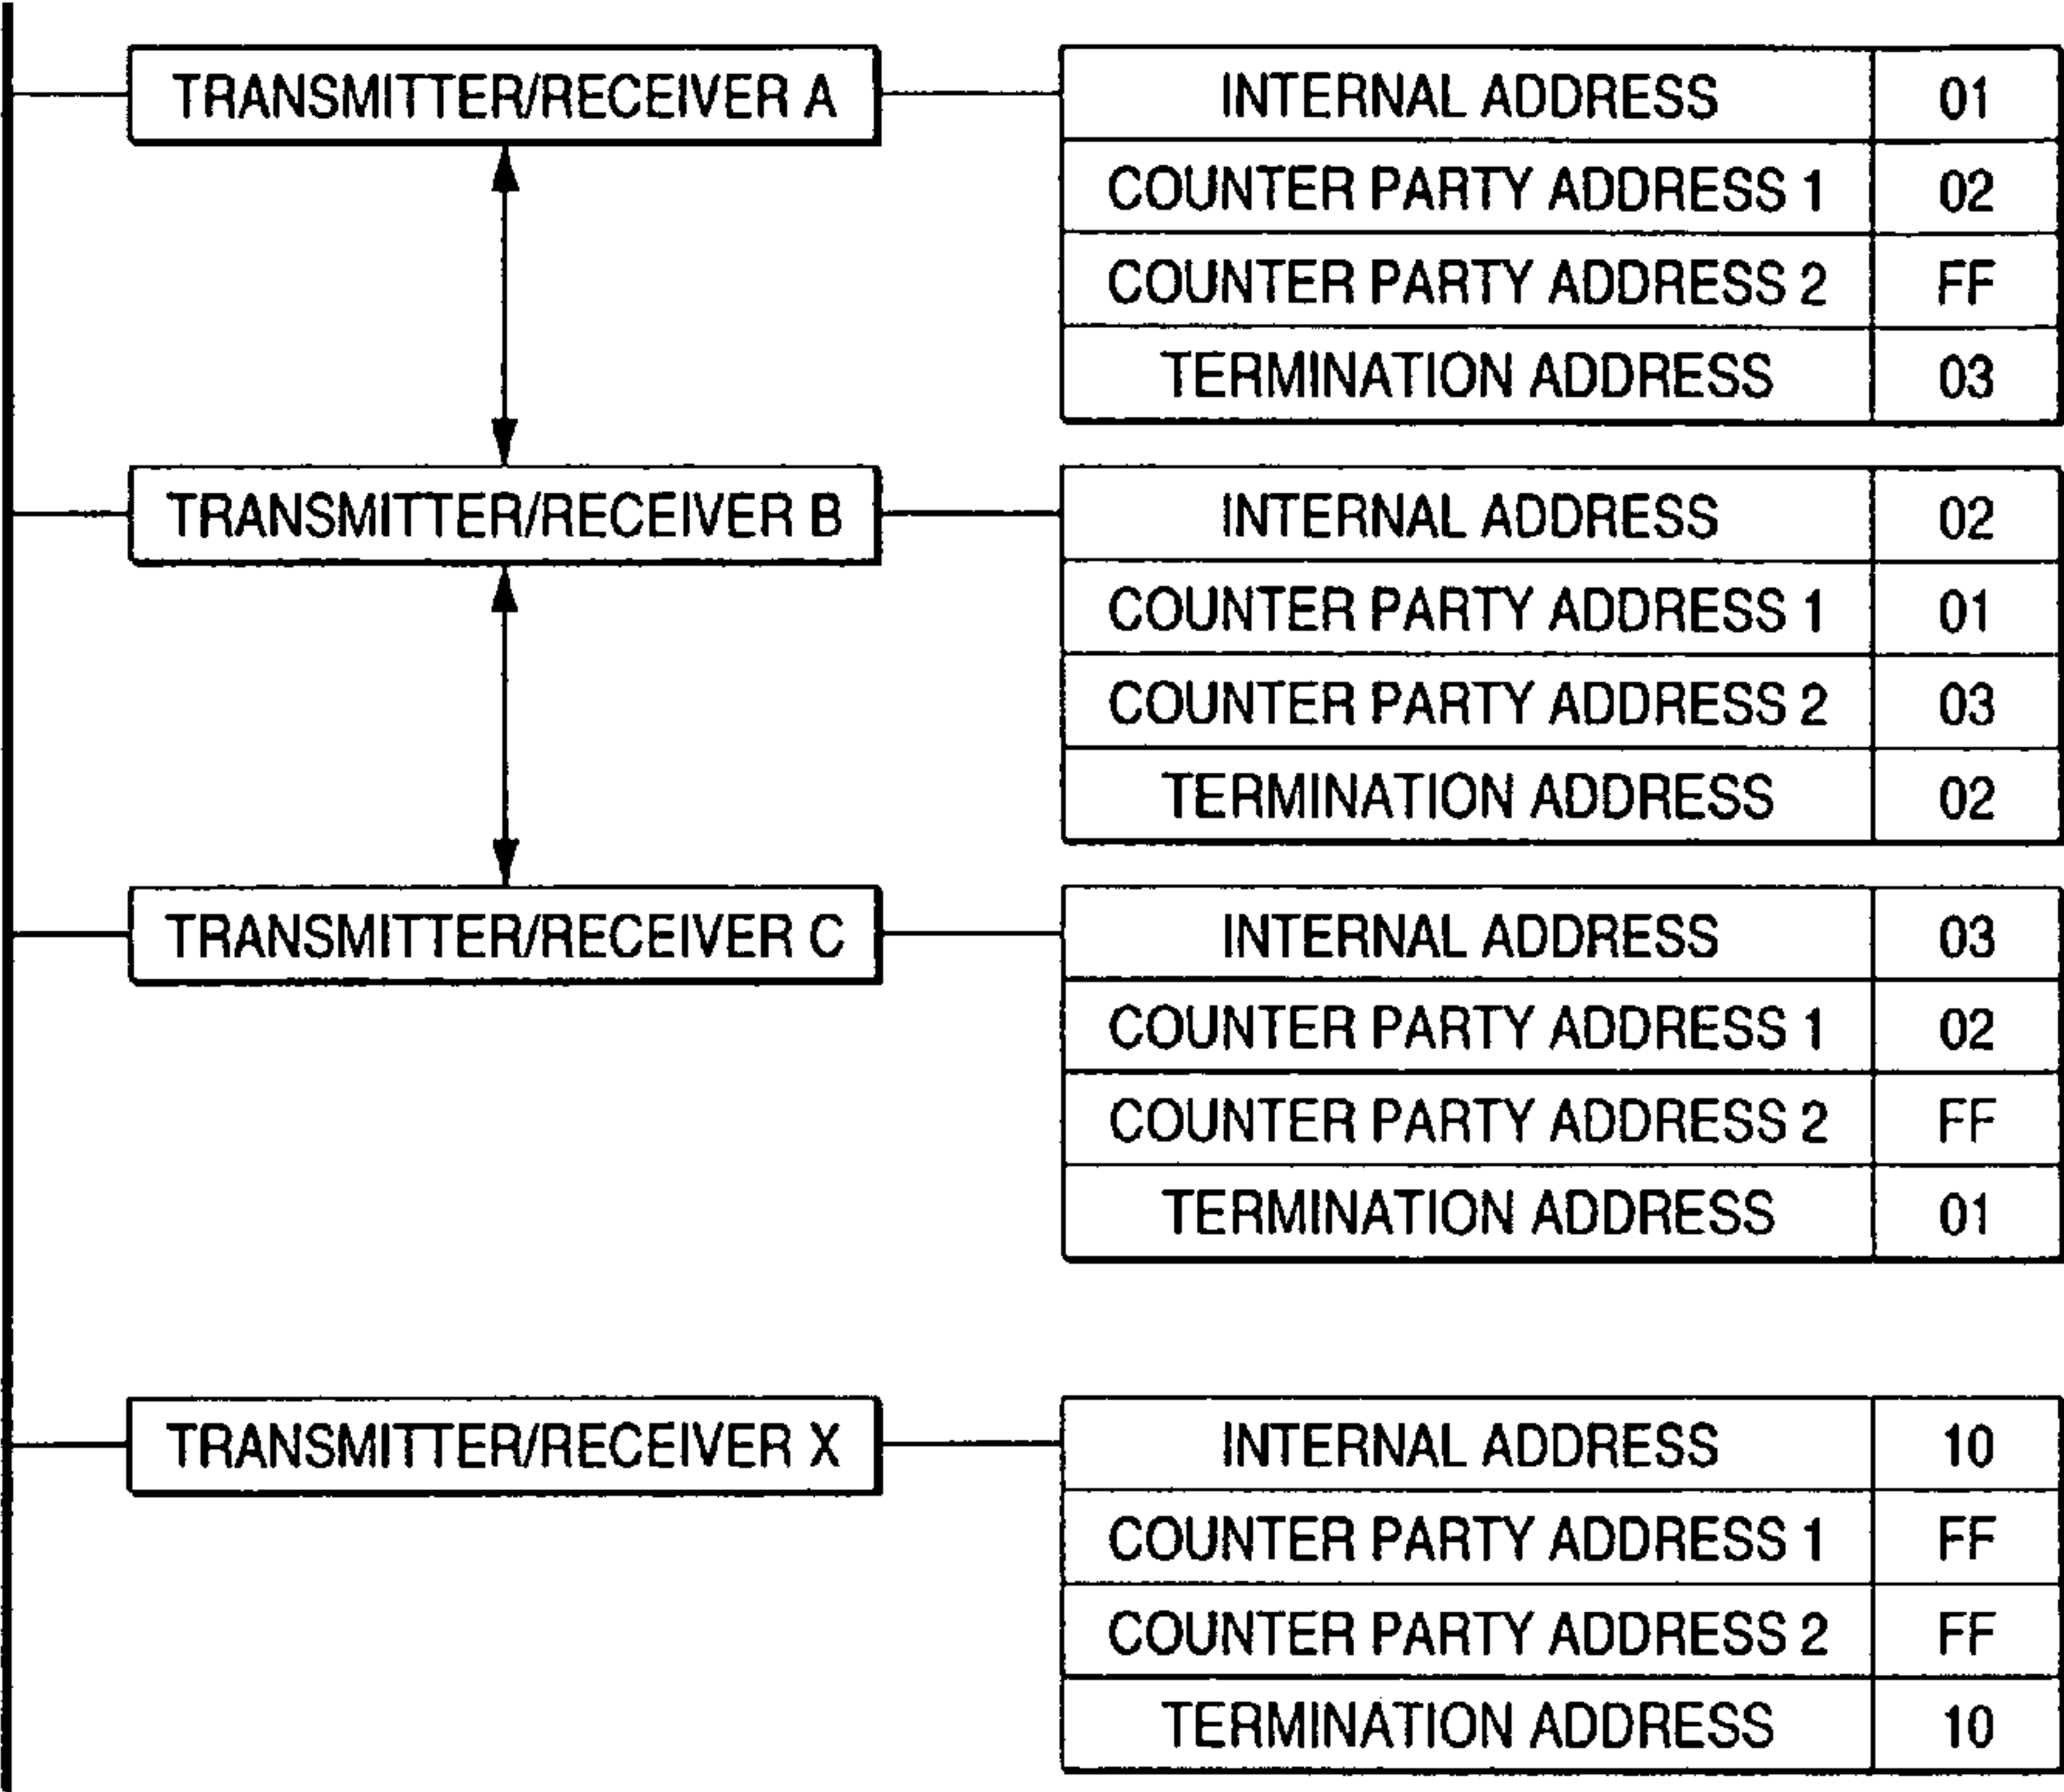 TRANSMITTER/RECEIVER A
INTERNAL ADDRESS 01
COUNTER PARTY ADDRESS 1 02
COUNTER PARTY ADDRESS 2 FF
TERMINATION ADDRESS 03
TRANSMITTER/RECEIVER B
INTERNAL ADDRESS 02
COUNTER PARTY ADDRESS 1 01
COUNTER PARTY ADDRESS 2 03
TERMINATION ADDRESS 02
TRANSMITTER/RECEIVER C
INTERNAL ADDRESS 03
COUNTER PARTY ADDRESS 1 02
COUNTER PARTY ADDRESS 2 FF
TERMINATION ADDRESS 01
TRANSMITTER/RECEIVER X
INTERNAL ADDRESS 10
COUNTER PARTY ADDRESS 1 FF
COUNTER PARTY ADDRESS 2 FF
TERMINATION ADDRESS 10